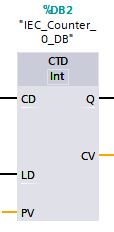 %DB2
"IEC_Counter_
0_DB"
CTD
Int
CD Q
CV
LD
PV